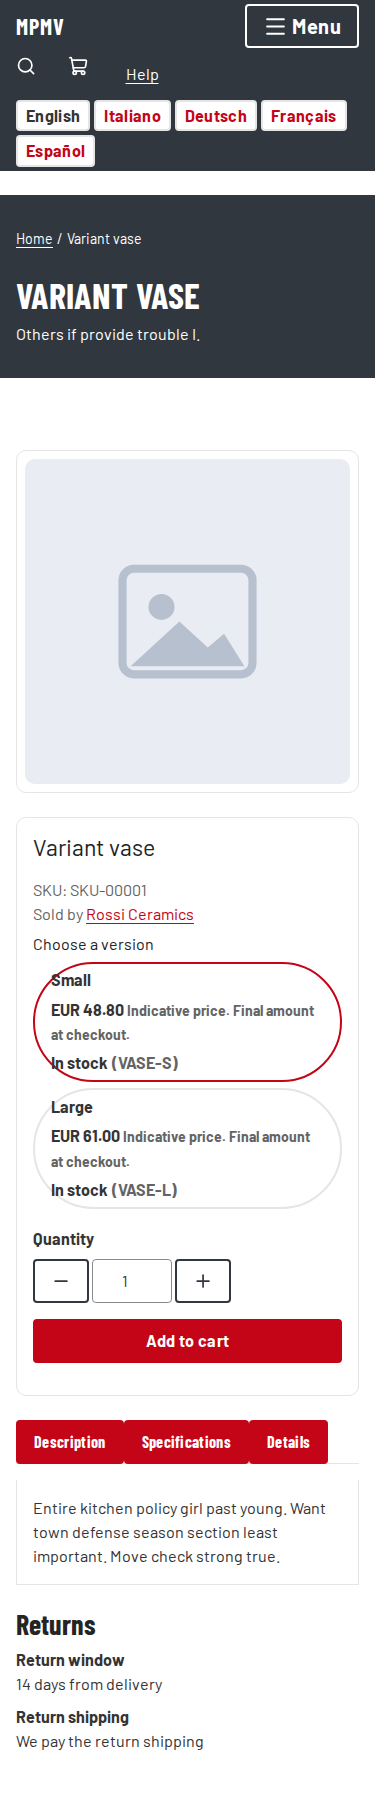 MPMV
Menu
Help
English Italiano Deutsch Français
Español
Home / Variant vase
VARIANT VASE
Others if provide trouble I.
Variant vase
SKU: SKU-00001
Sold by Rossi Ceramics
Choose a version
Small
EUR 48.80 Indicative price. Final amount
at checkout.
In stock (VASE-S)
Large
EUR 61.00 Indicative price. Final amount
at checkout.
In stock (VASE-L)
Quantity
1
Add to cart
Description Specifications Details
Entire kitchen policy girl past young. Want
town defense season section least
important. Move check strong true.
Returns
Return window
14 days from delivery
Return shipping
We pay the return shipping